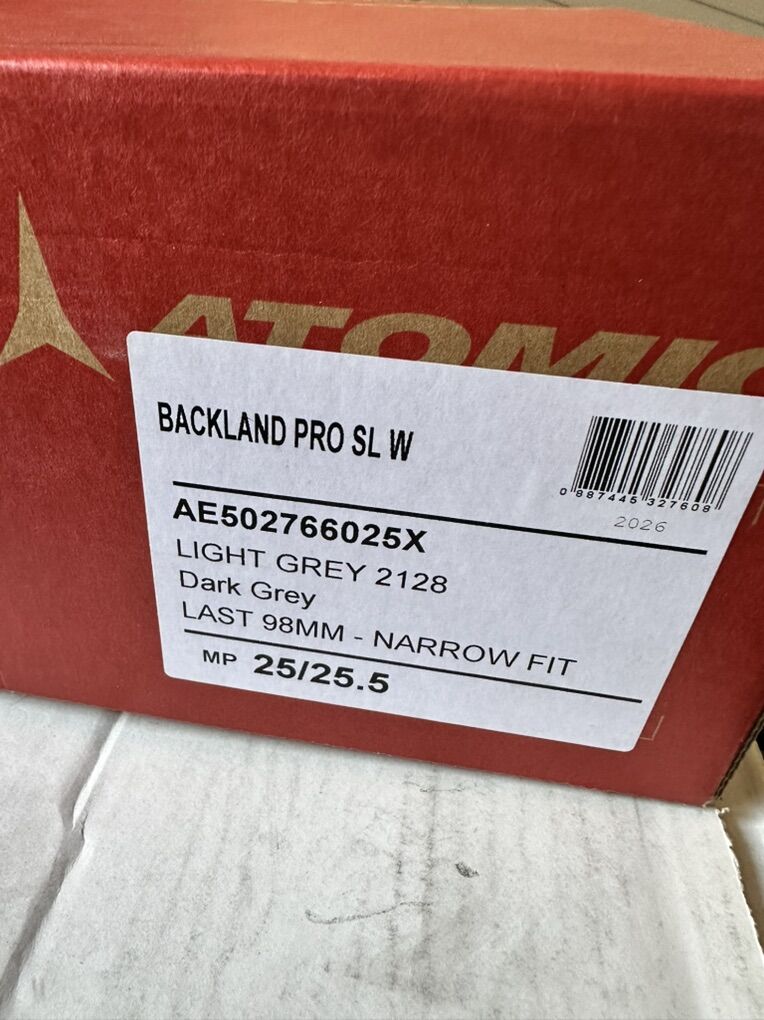 ATOMIC
BACKLAND PRO SL W
0 887445 327608
2026
AE502766025X
LIGHT GREY 2128
Dark Grey
LAST 98MM - NARROW FIT
MP 25/25.5